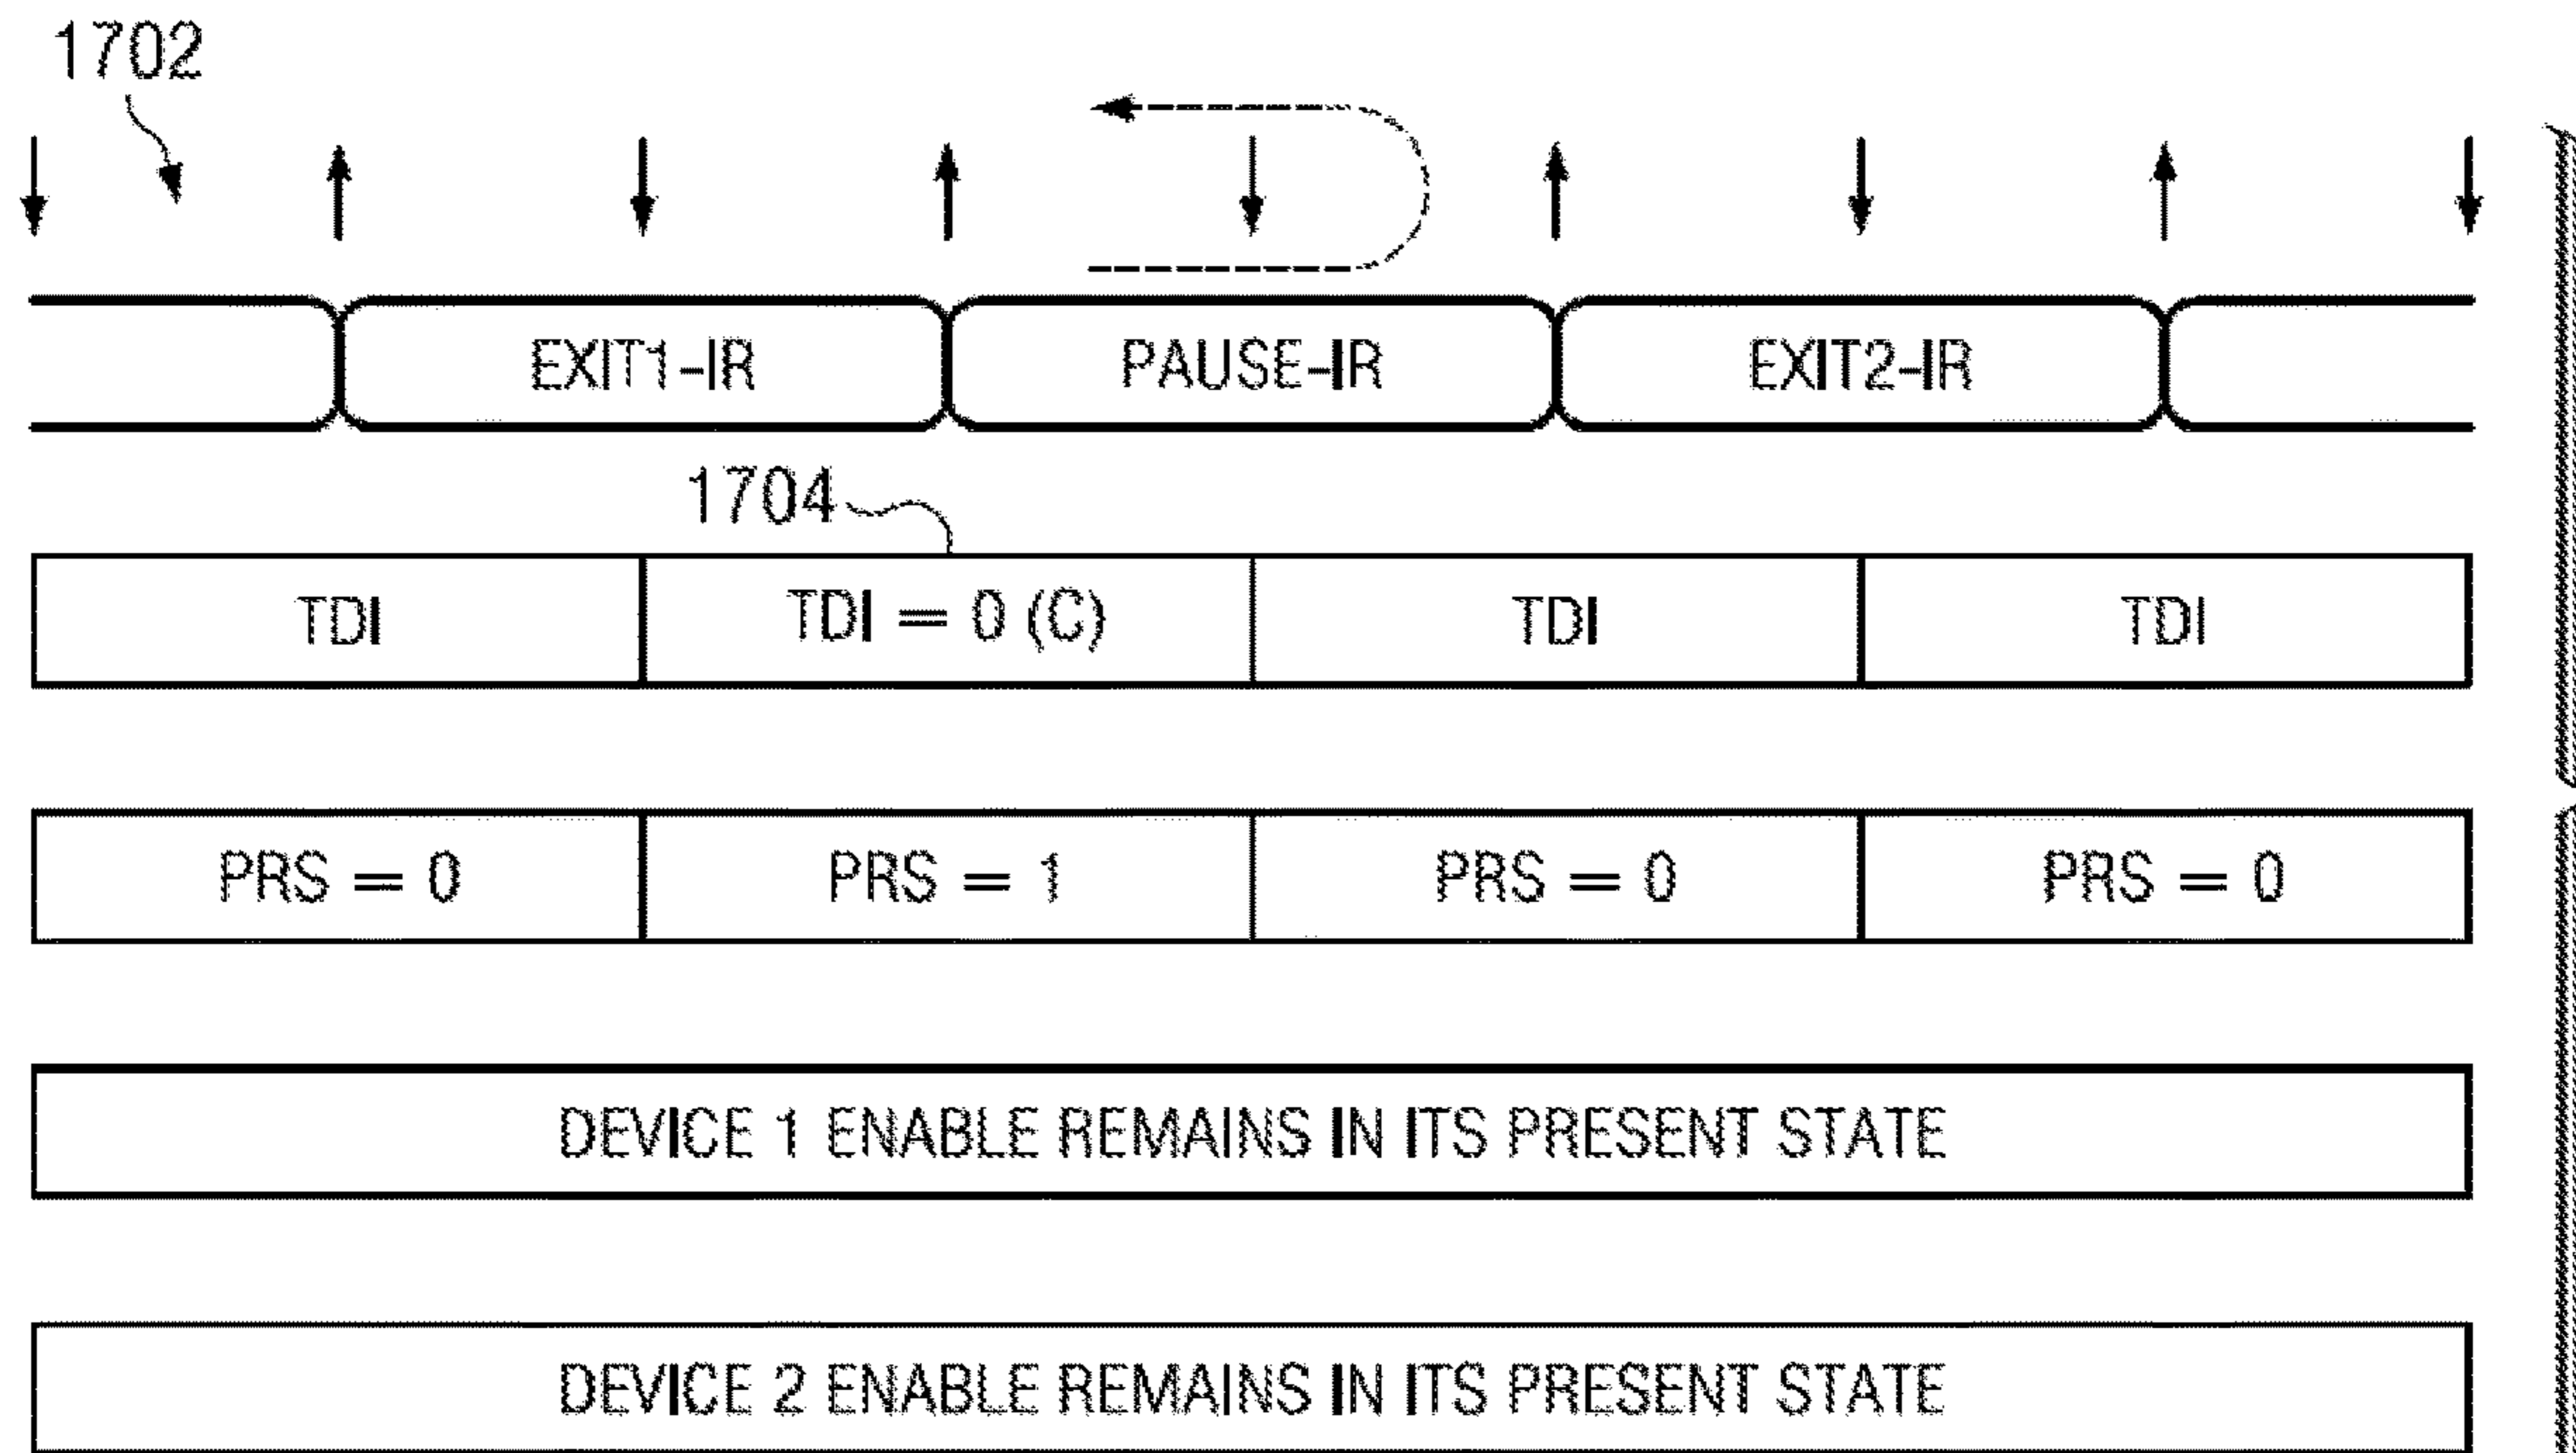 1702
EXIT1-IR PAUSE-IR EXIT2-IR
1704
TDI TDI = 0 (C) TDI TDI
PRS = 0 PRS = 1 PRS = 0 PRS = 0
DEVICE 1 ENABLE REMAINS IN ITS PRESENT STATE
DEVICE 2 ENABLE REMAINS IN ITS PRESENT STATE